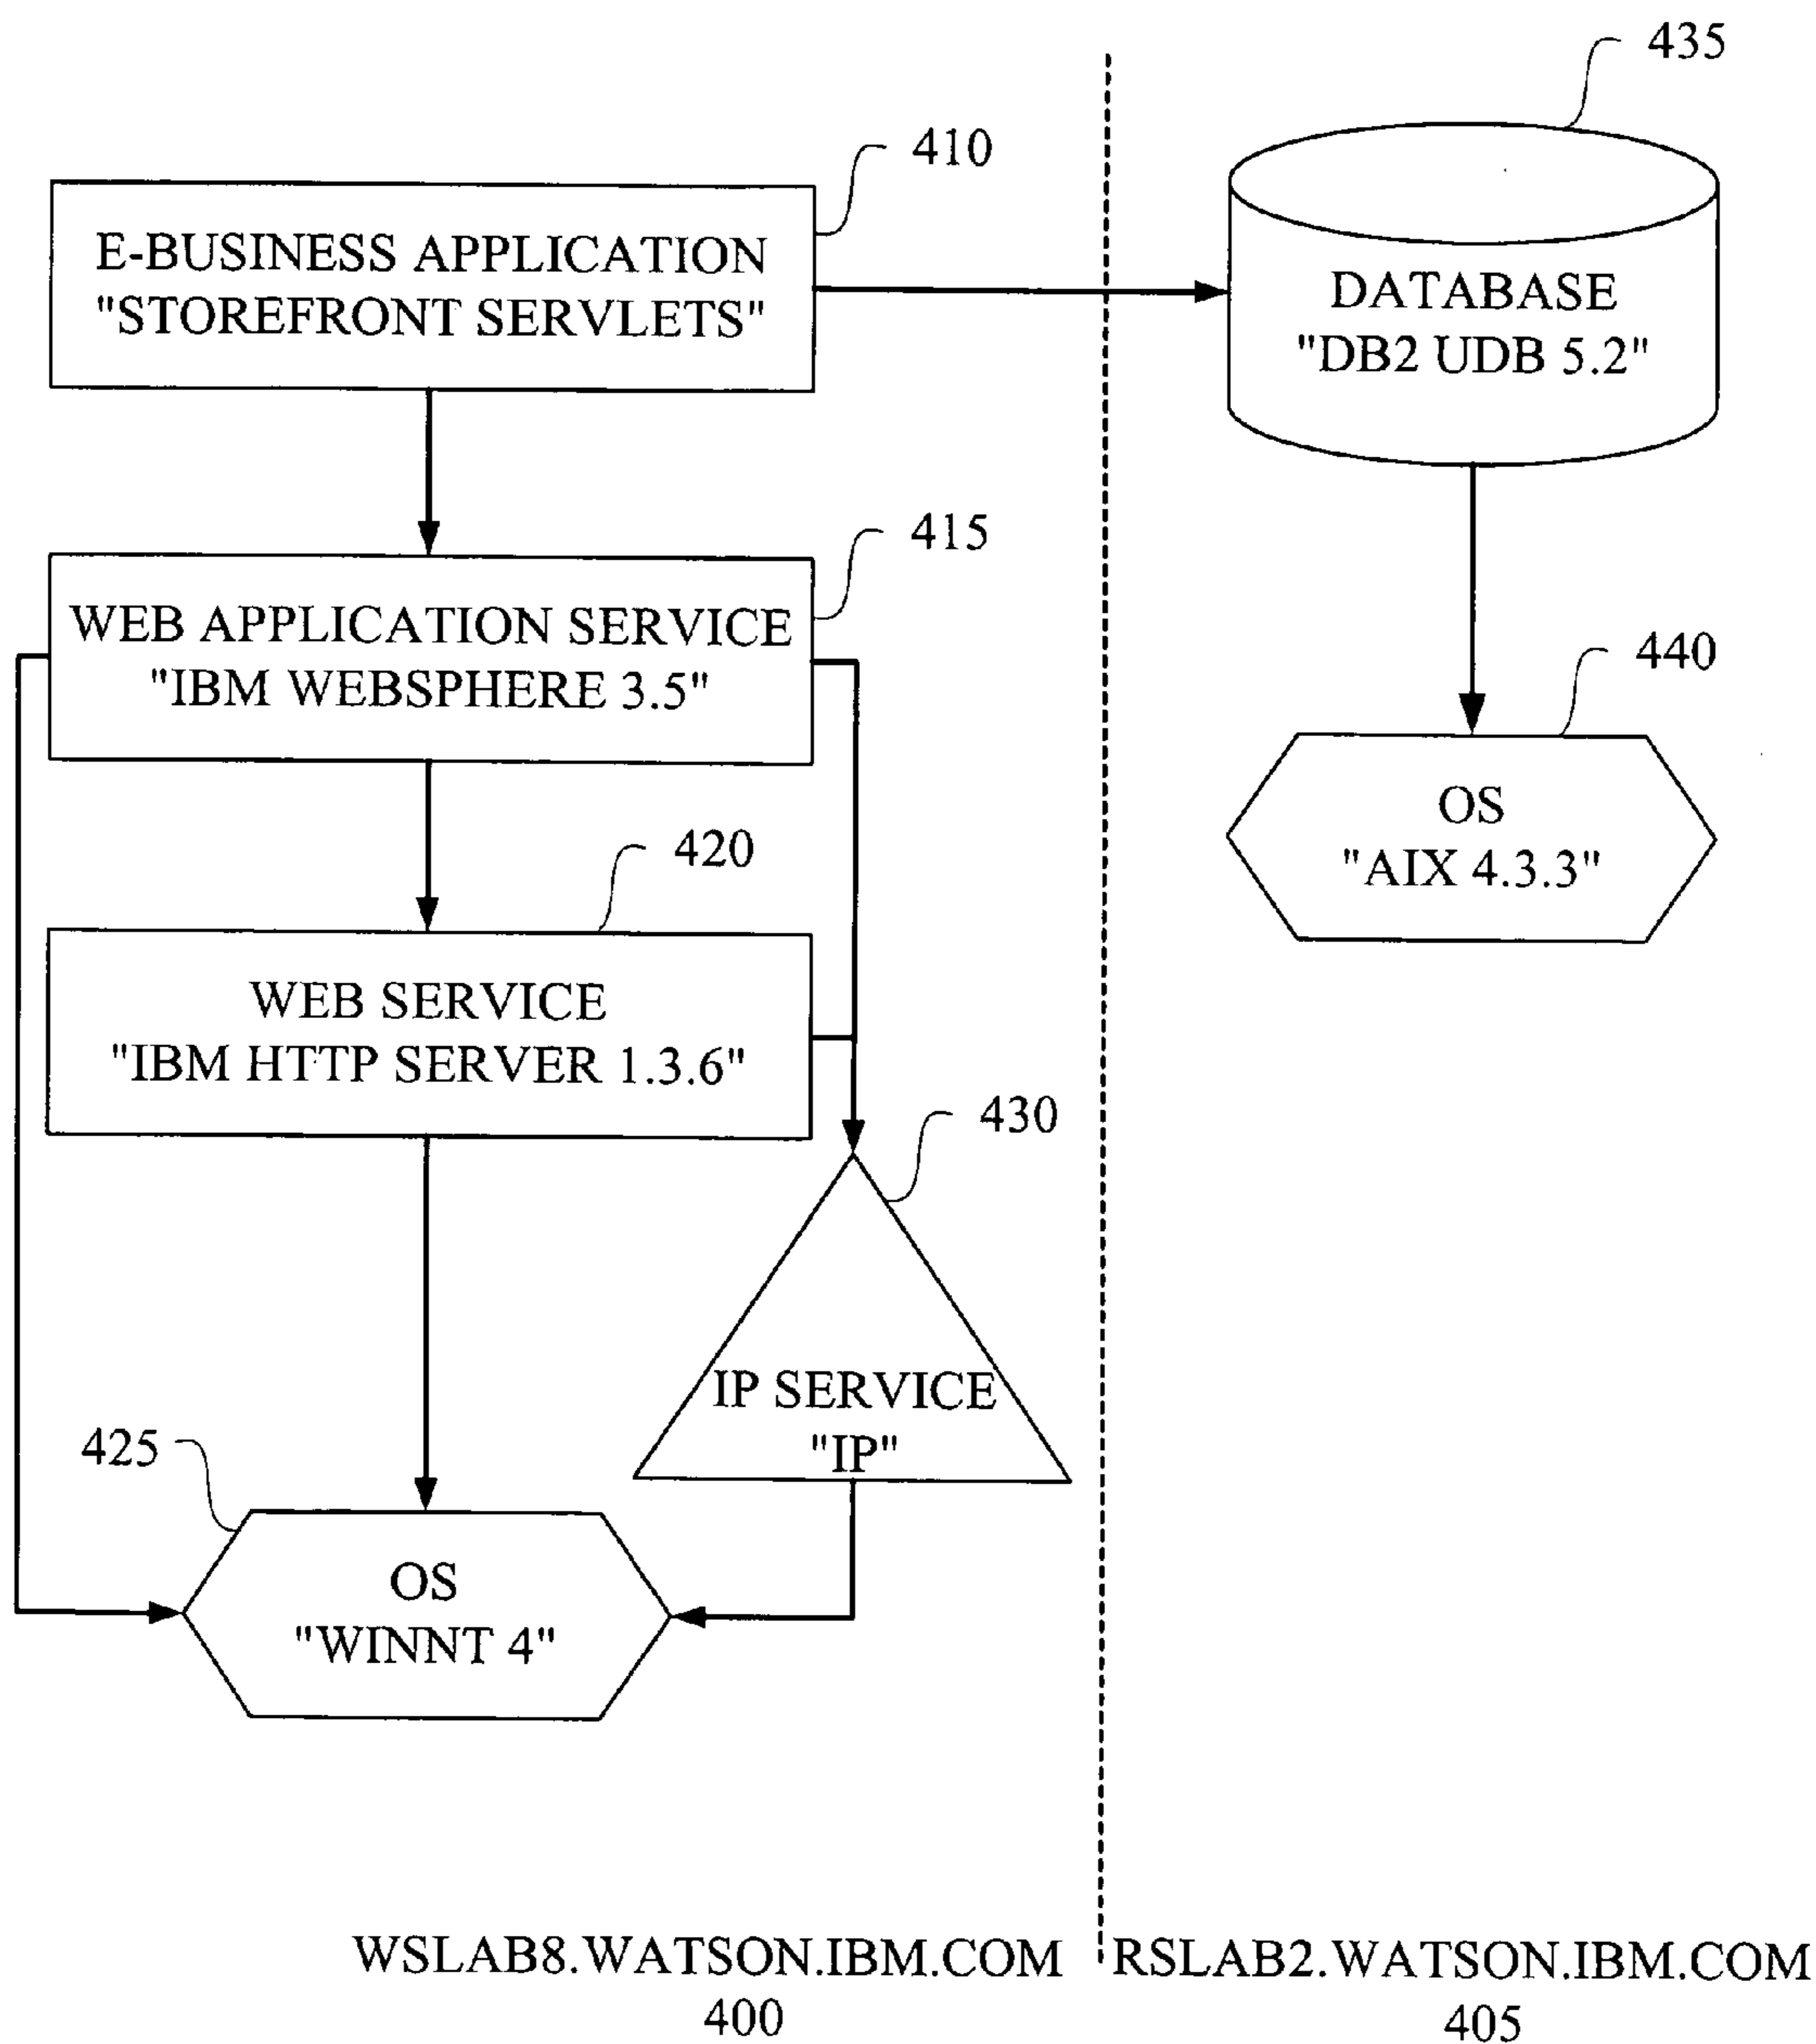 435
410
E-BUSINESS APPLICATION
"STOREFRONT SERVLETS"
DATABASE
"DB2 UDB 5.2"
415
WEB APPLICATION SERVICE
"IBM WEBSPHERE 3.5"
440
OS
"AIX 4.3.3"
420
WEB SERVICE
"IBM HTTP SERVER 1.3.6"
430
IP SERVICE
"IP"
425
OS
"WINNT 4"
WSLAB8.WATSON.IBM.COM
400
RSLAB2.WATSON.IBM.COM
405